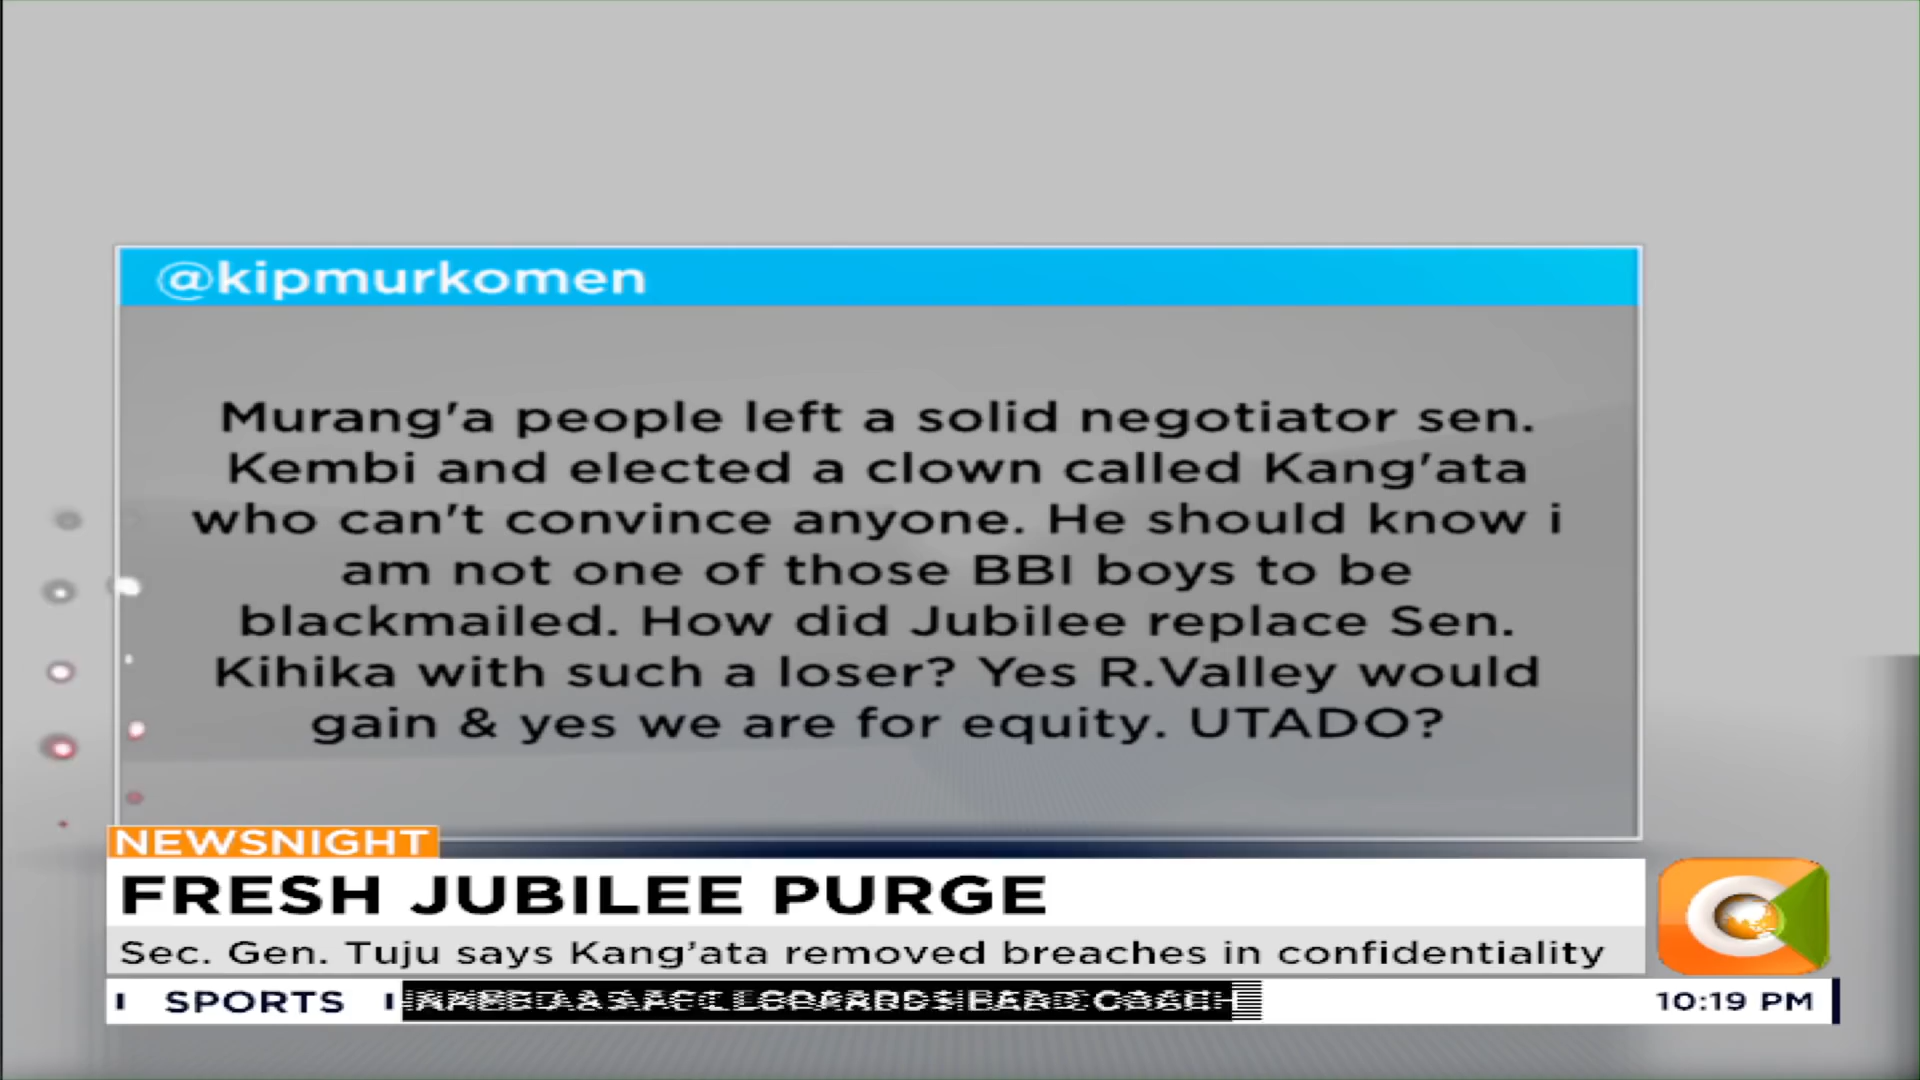 @kipmurkomen
Murang'a people left a solid negotiator sen.
Kembi and elected a clown called Kang'ata
who can't convince anyone. He should know i
am not one of those BBI boys to be
blackmailed. How did Jubilee replace Sen.
Kihika with such a loser? Yes R.Valley would
gain & yes we are for equity. UTADO?
NEWSNIGHT
FRESH JUBILEE PURGE
Sec. Gen. Tuju says Kang'ata removed breaches in confidentiality
SPORTS
10:19 PM